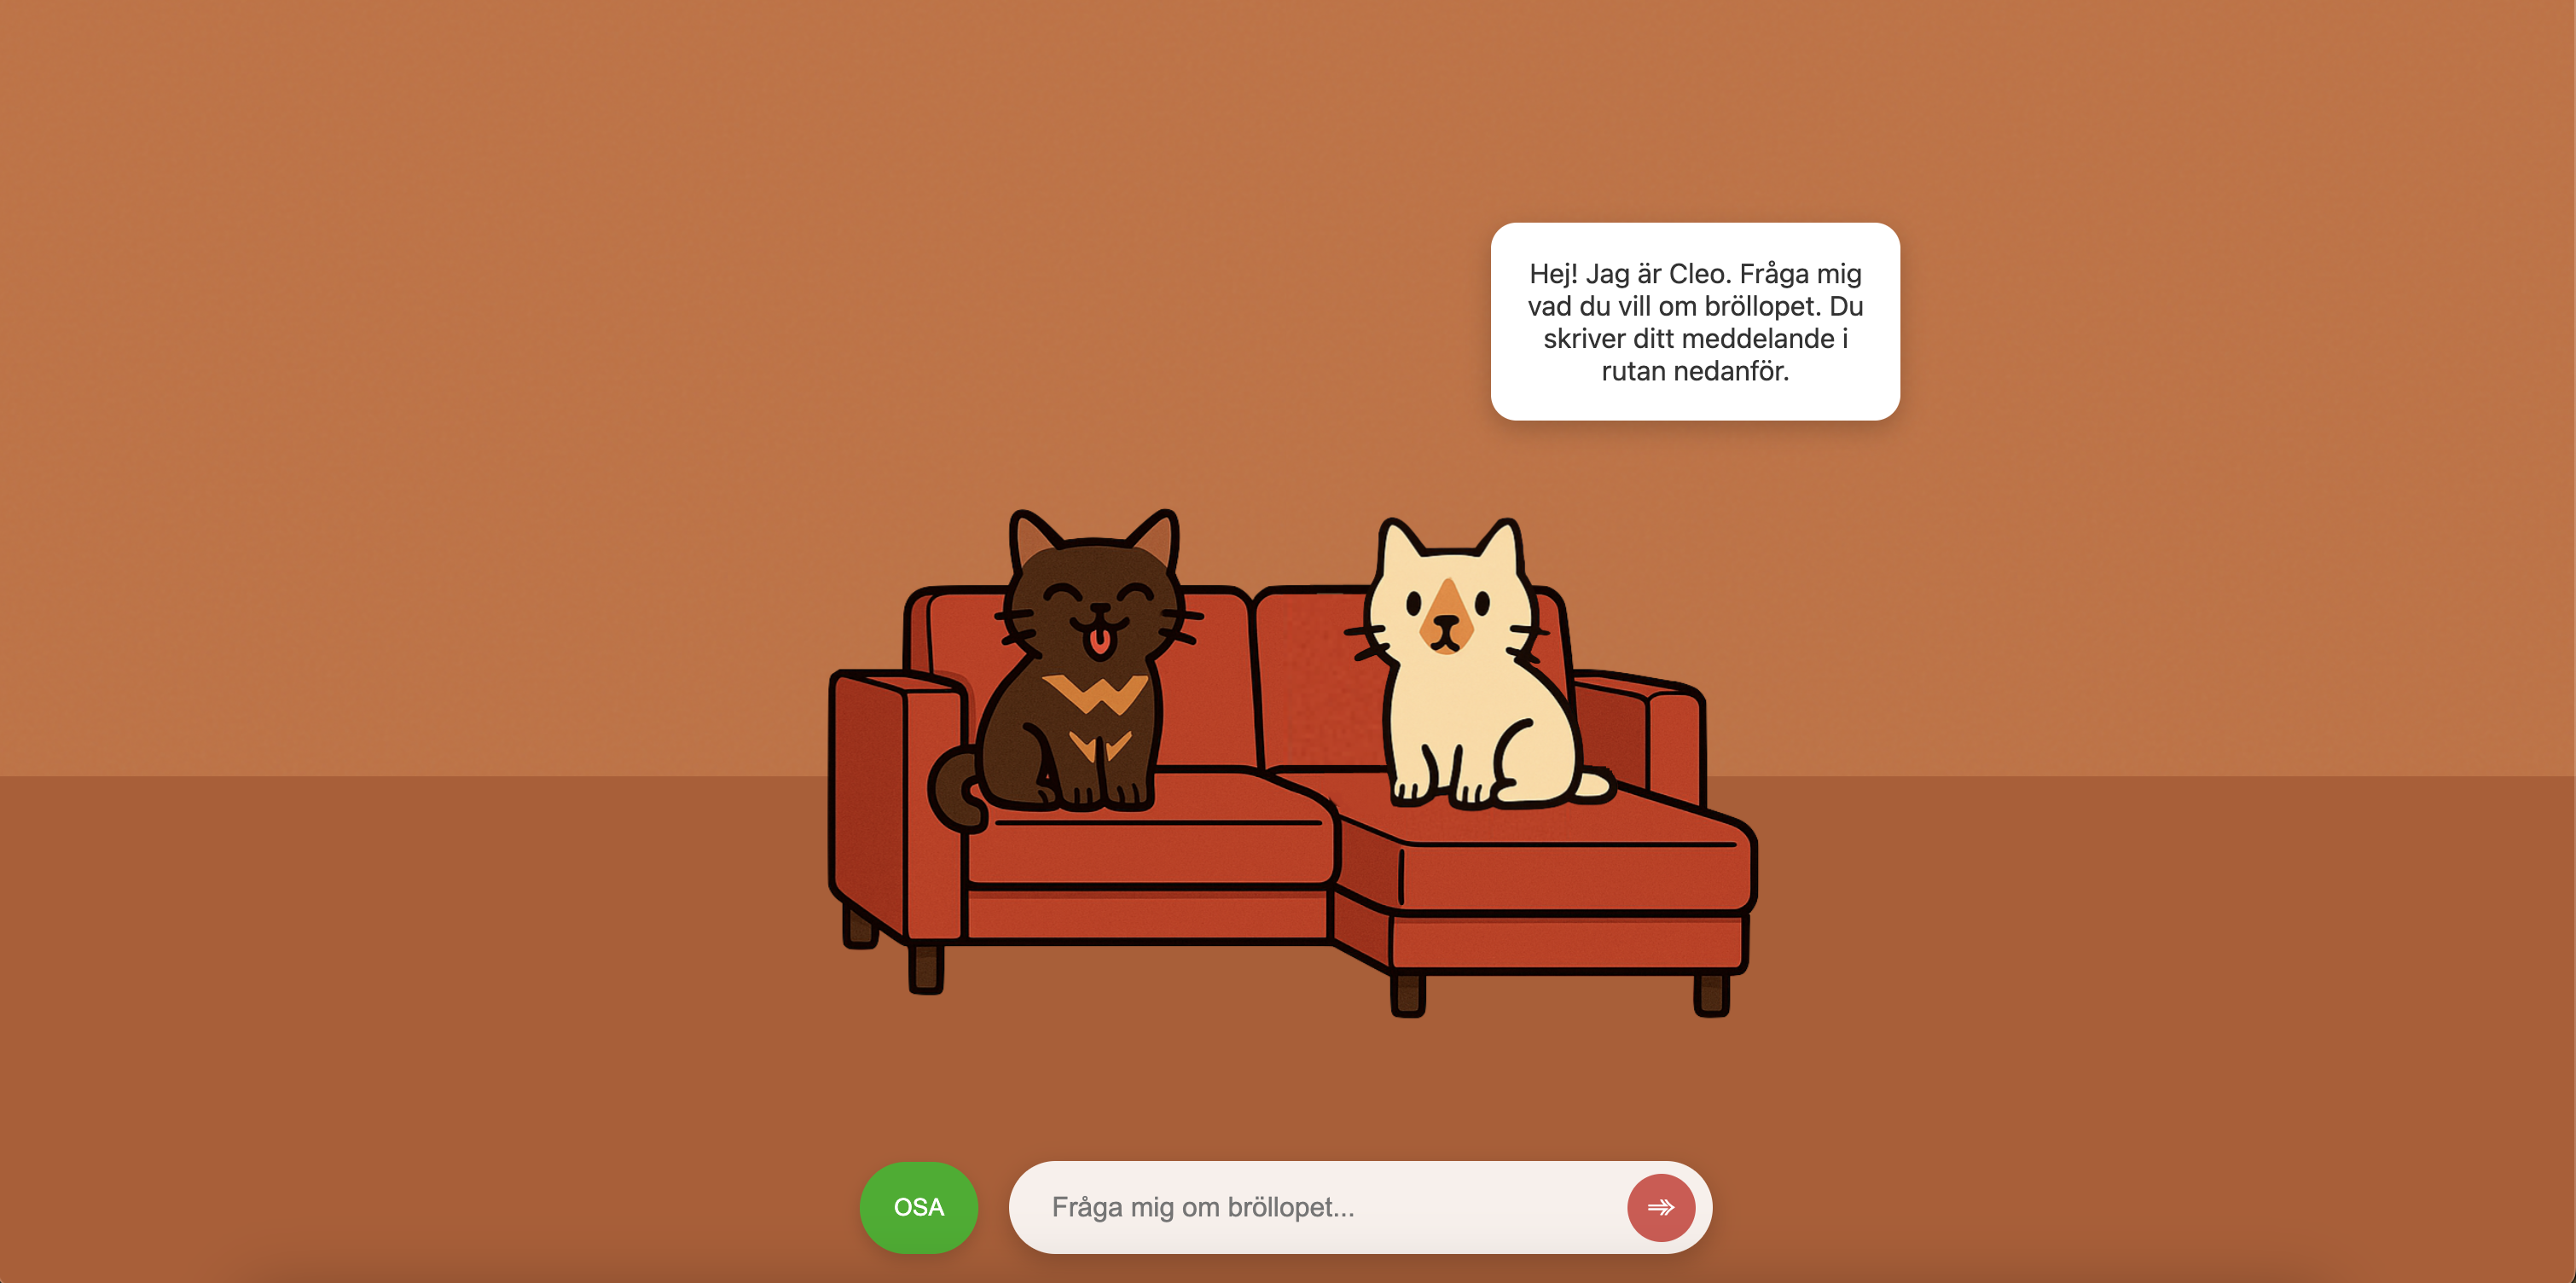 Hej! Jag är Cleo. Fråga mig
vad du vill om bröllopet. Du
skriver ditt meddelande i
rutan nedanför.
OSA
Fråga mig om bröllopet...